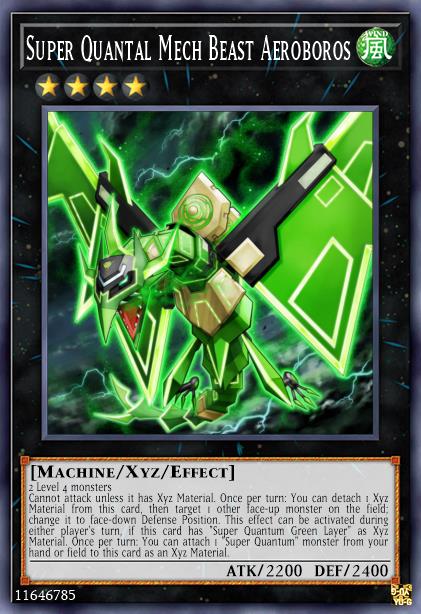 Super Quantal Mech Beast Aeroboros
WIND
風
[Machine/Xyz/Effect]
2 Level 4 monsters
Cannot attack unless it has Xyz Material. Once per turn: You can detach 1 Xyz
Material from this card, then target 1 other face-up monster on the field;
change it to face-down Defense Position. This effect can be activated during
either player's turn, if this card has "Super Quantum Green Layer" as Xyz
Material. Once per turn: You can attach 1 "Super Quantum" monster from your
hand or field to this card as an Xyz Material.
ATK/2200 DEF/2400
11646785